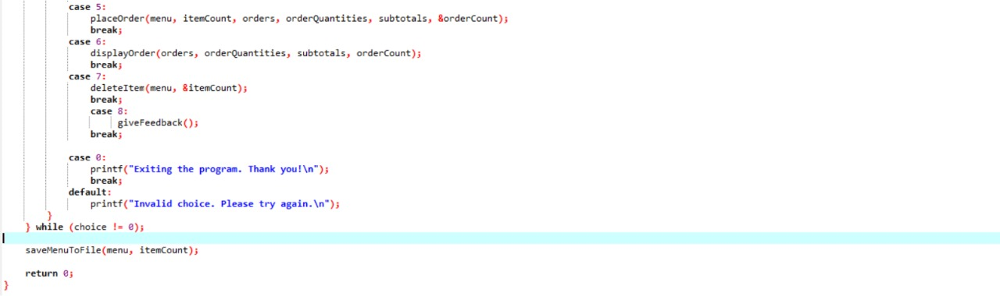 case 5:
placeOrder(menu, itemCount, orders, orderQuantities, subtotals, &orderCount);
break;
case 6:
displayOrder(orders, orderQuantities, subtotals, orderCount);
break;
case 7:
deleteItem(menu, &itemCount);
break;
case 8:
giveFeedback();
break;
case 0:
printf("Exiting the program. Thank you!\n");
break;
default:
printf("Invalid choice. Please try again.\n");
}
} while (choice != 0);
saveMenuToFile(menu, itemCount);
return 0;
}